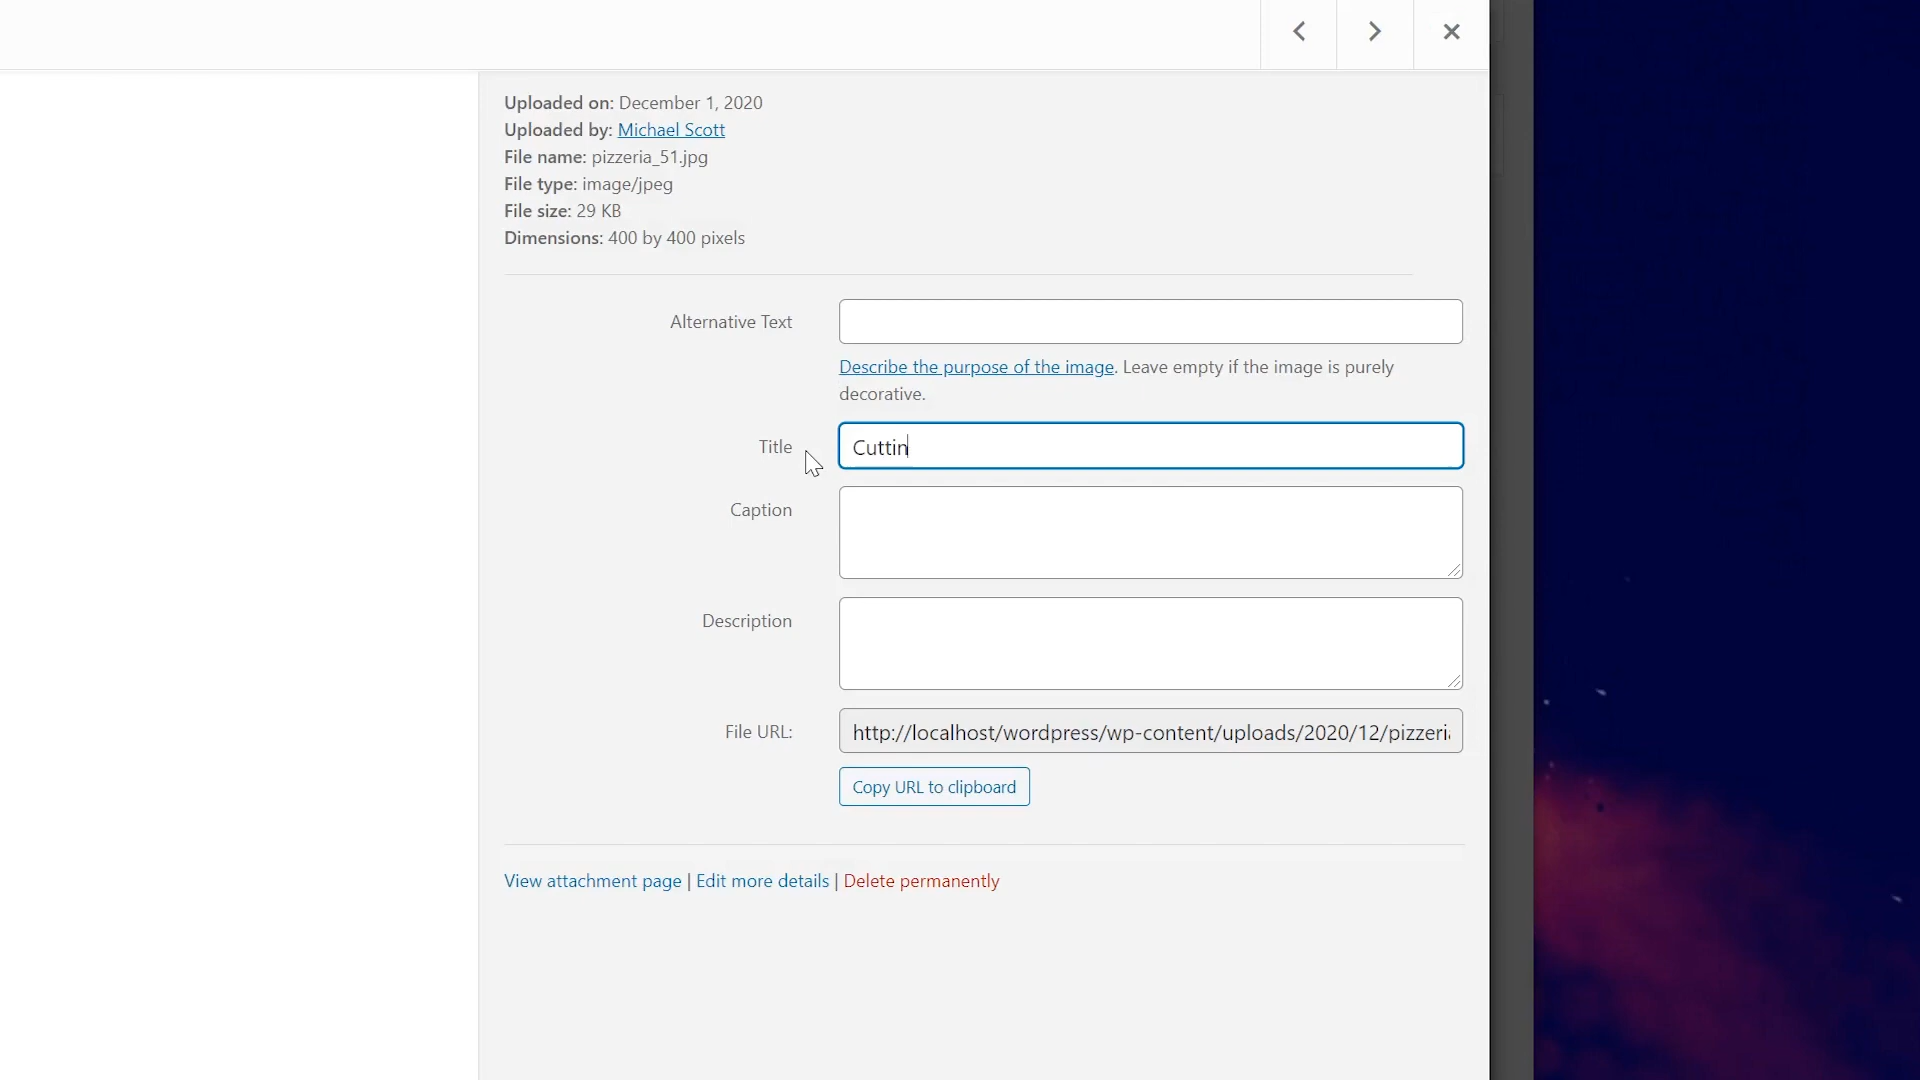 Uploaded on: December 1, 2020
Uploaded by: Michael Scott
File name: pizzeria_51.jpg
File type: image/jpeg
File size: 29 KB
Dimensions: 400 by 400 pixels
Alternative Text
Describe the purpose of the image. Leave empty if the image is purely
decorative.
Title Cuttin
Caption
Description
File URL: http://localhost/wordpress/wp-content/uploads/2020/12/pizzeri
Copy URL to clipboard
View attachment page | Edit more details | Delete permanently